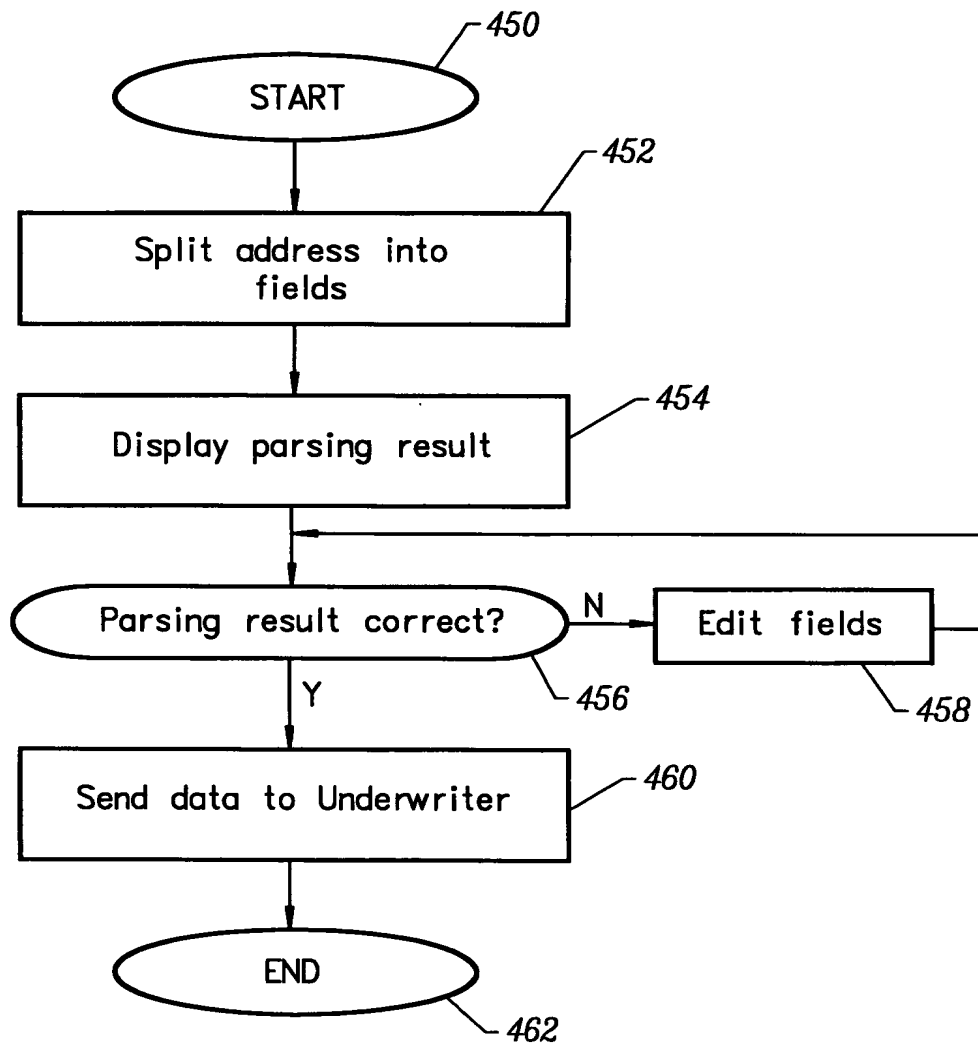 450
START
452
Split address into
fields
454
Display parsing result
Parsing result correct?
N
Edit fields
Y
456
458
460
Send data to Underwriter
END
462